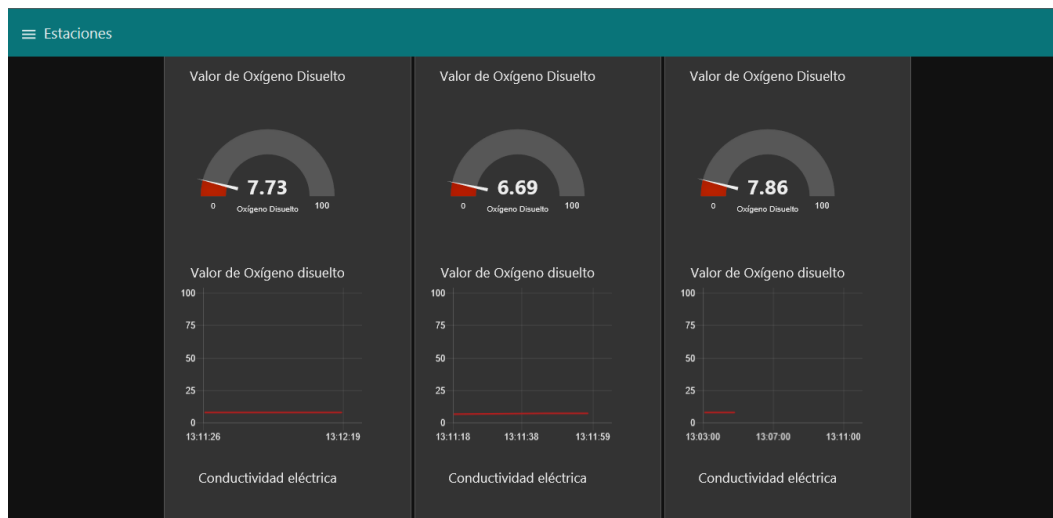 Estaciones
Valor de Oxígeno Disuelto
7.73
0
Oxígeno Disuelto
100
Valor de Oxígeno disuelto
100
75
50
25
0
13:11:26
13:12:19
Conductividad eléctrica
Valor de Oxígeno Disuelto
6.69
0
Oxígeno Disuelto
100
Valor de Oxígeno disuelto
100
75
50
25
0
13:11:18
13:11:38
13:11:59
Conductividad eléctrica
Valor de Oxígeno Disuelto
7.86
0
Oxígeno Disuelto
100
Valor de Oxígeno disuelto
100
75
50
25
0
13:03:00
13:07:00
13:11:00
Conductividad eléctrica